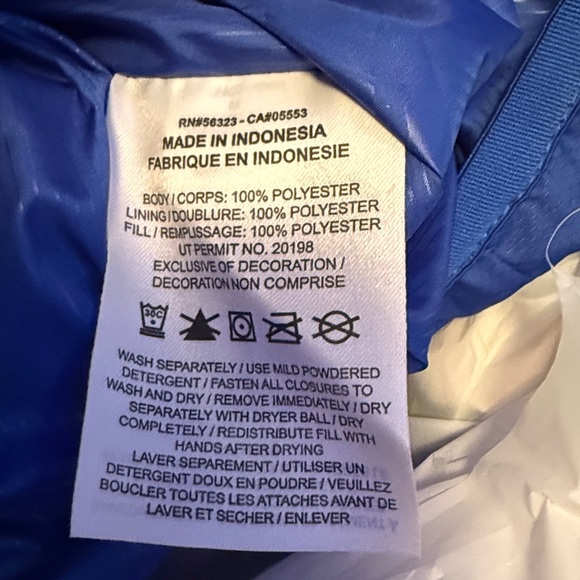 RN#56323 - CA#05553
MADE IN INDONESIA
FABRIQUE EN INDONESIE
BODY / CORPS: 100% POLYESTER
LINING / DOUBLURE: 100% POLYESTER
FILL / REMPLISSAGE: 100% POLYESTER
UT PERMIT NO. 20198
EXCLUSIVE OF DECORATION /
DECORATION NON COMPRISE
30C
WASH SEPARATELY / USE MILD POWDERED
DETERGENT / FASTEN ALL CLOSURES TO
WASH AND DRY / REMOVE IMMEDIATELY / DRY
SEPARATELY WITH DRYER BALL / DRY
COMPLETELY / REDISTRIBUTE FILL WITH
HANDS AFTER DRYING
LAVER SEPAREMENT / UTILISER UN
DETERGENT DOUX EN POUDRE / VEUILLEZ
BOUCLER TOUTES LES ATTACHES AVANT DE
LAVER ET SECHER / ENLEVER